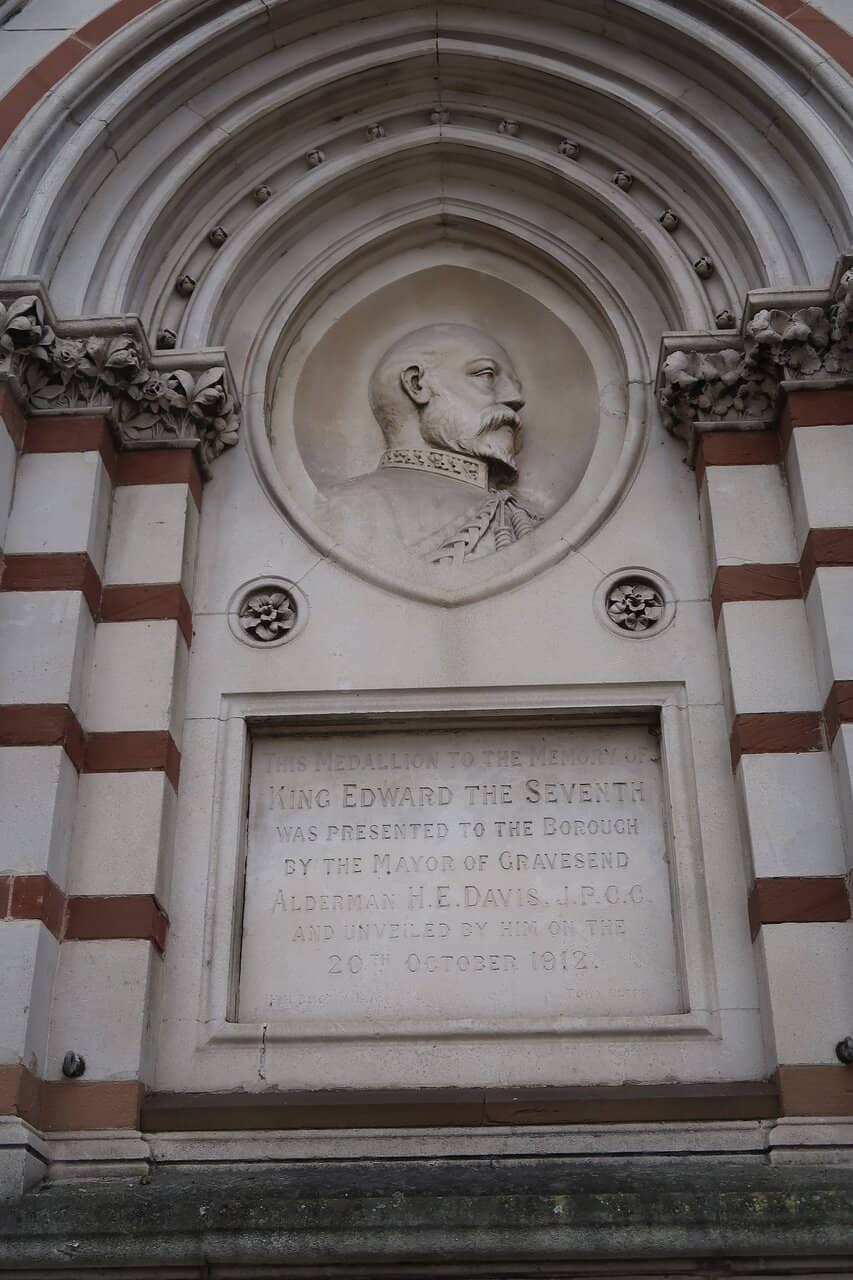 This Medallion to the Memory of
King Edward the Seventh
was presented to the Borough
by the Mayor of Gravesend
Alderman H.E. Davis. J.P. C.C.
and unveiled by him on the
20th October 1912.